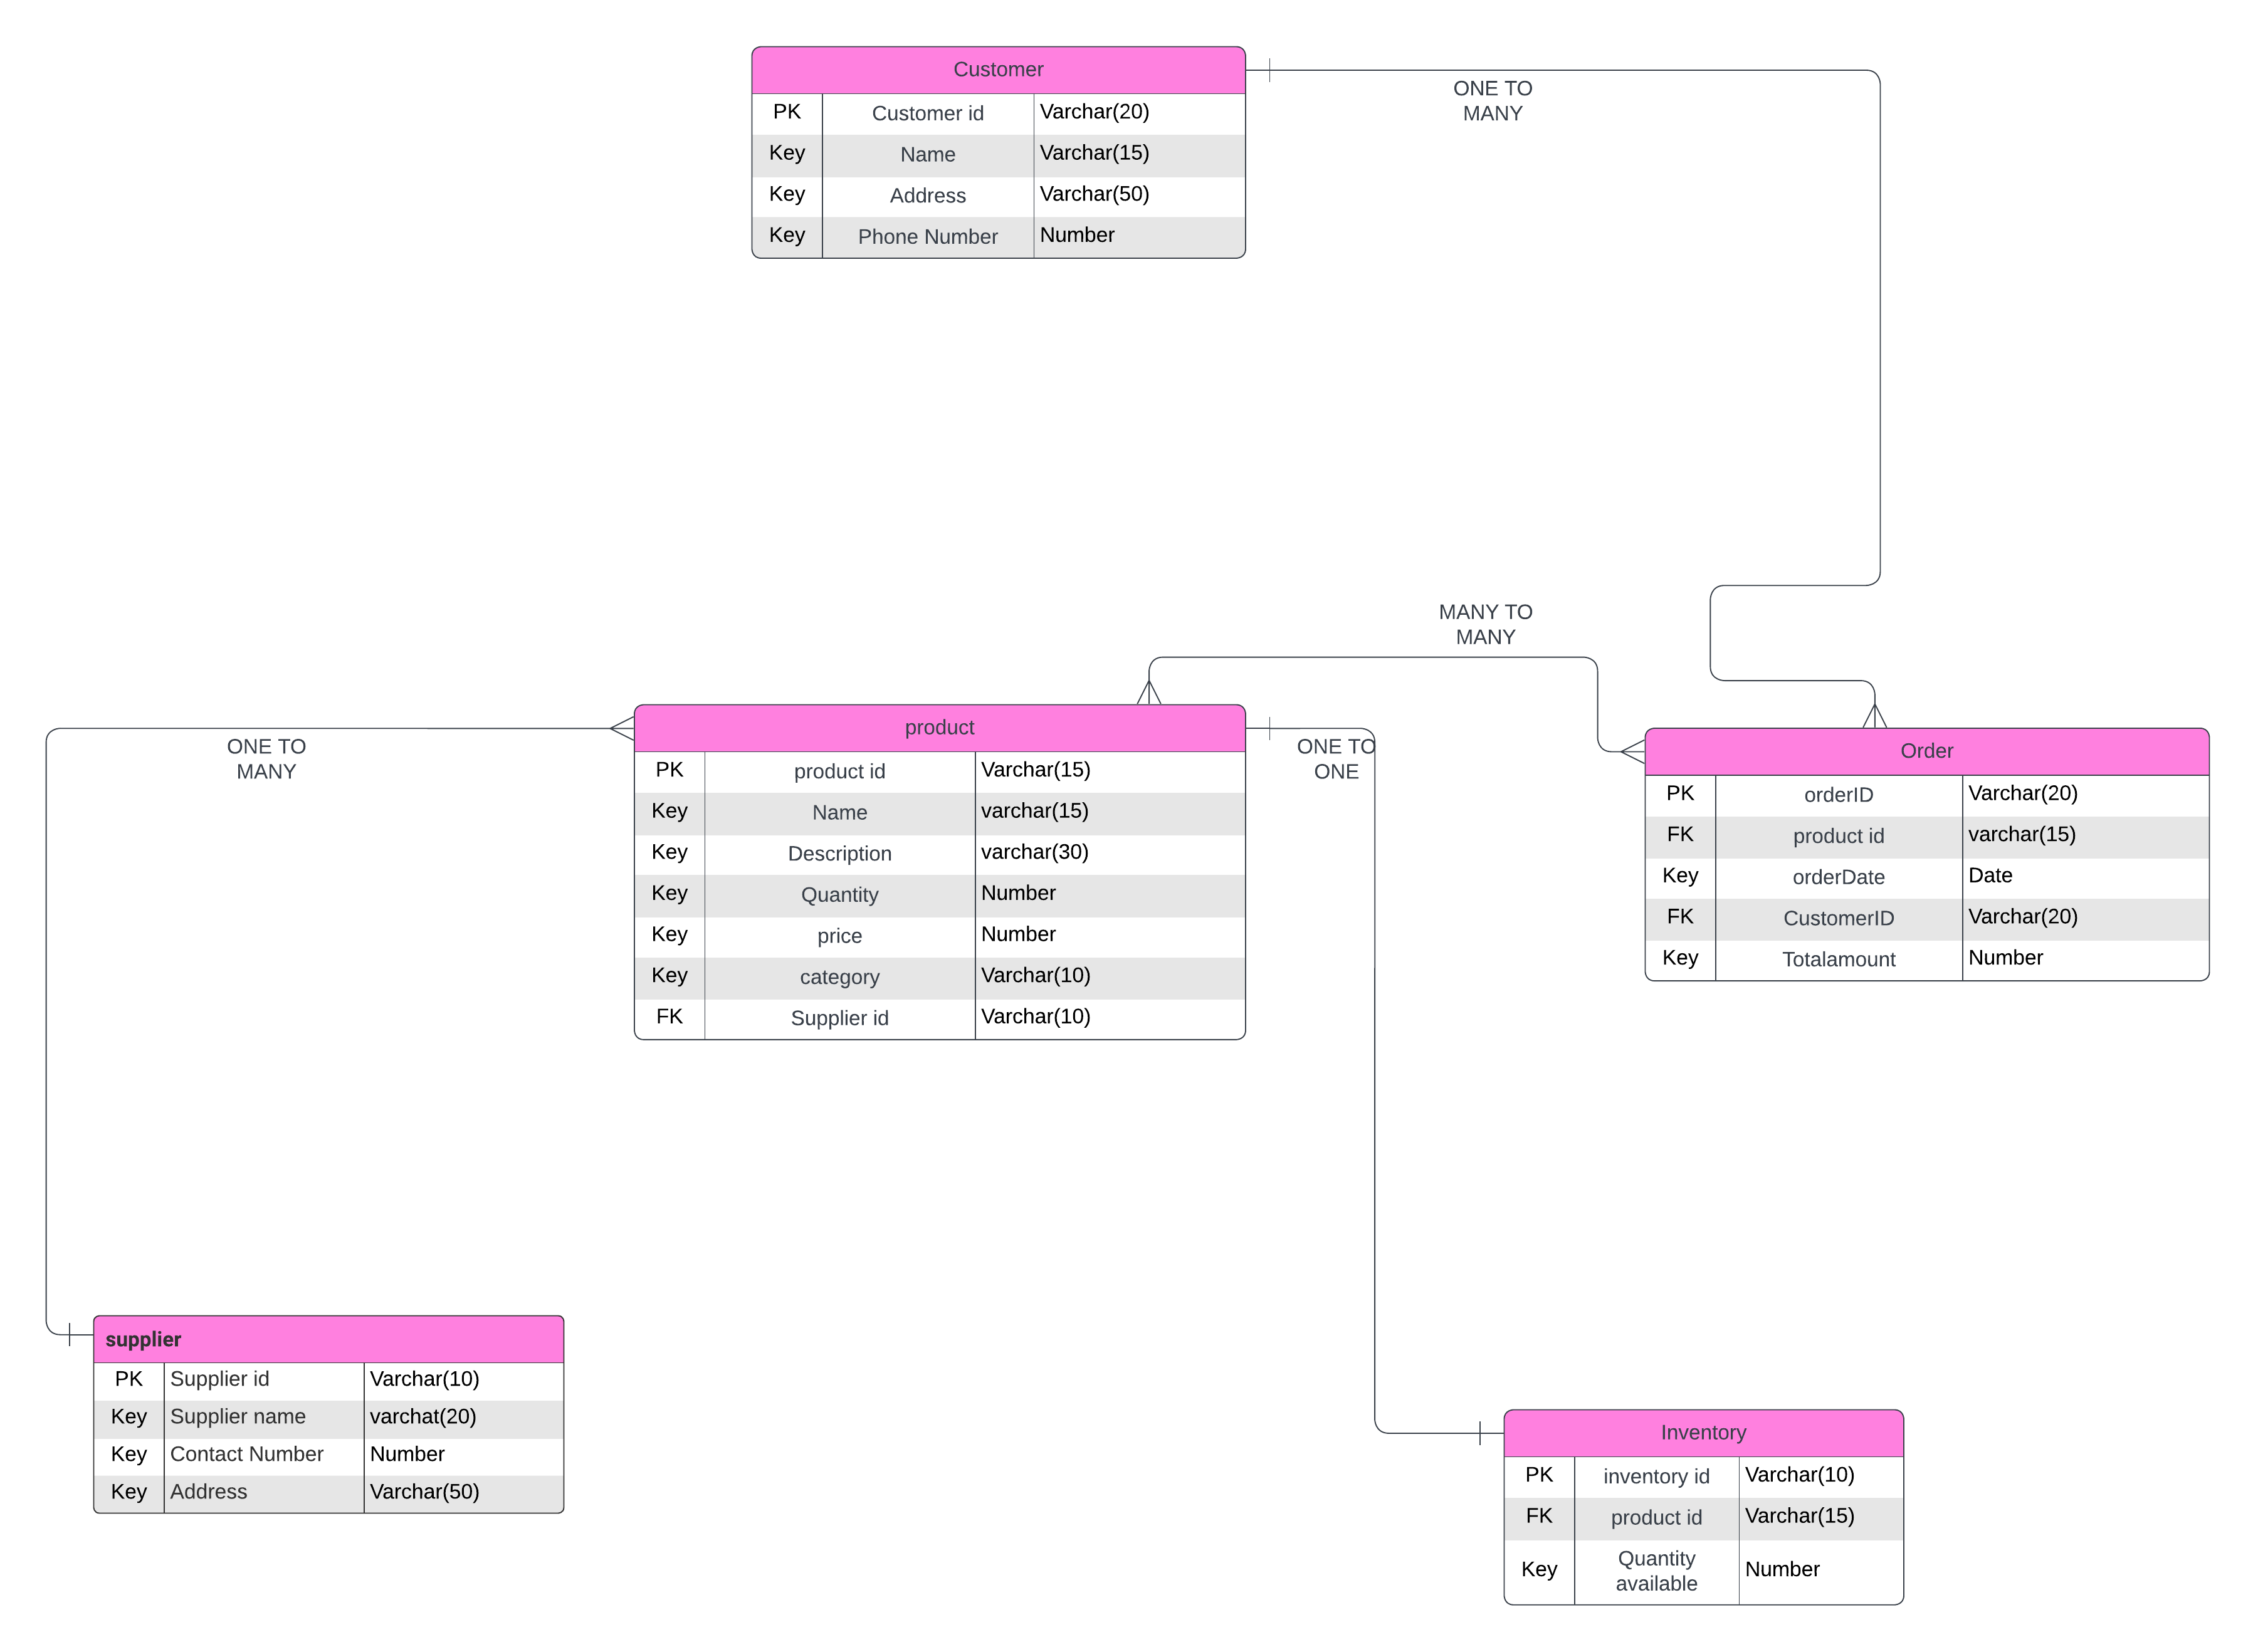 Customer
PK Customer id Varchar(20)
Key Name Varchar(15)
Key Address Varchar(50)
Key Phone Number Number
ONE TO
MANY
MANY TO
MANY
product
PK product id Varchar(15)
Key Name varchar(15)
Key Description varchar(30)
Key Quantity Number
Key price Number
Key category Varchar(10)
FK Supplier id Varchar(10)
ONE TO
MANY
ONE TO
ONE
Order
PK orderID Varchar(20)
FK product id varchar(15)
Key orderDate Date
FK CustomerID Varchar(20)
Key Totalamount Number
supplier
PK Supplier id Varchar(10)
Key Supplier name varchat(20)
Key Contact Number Number
Key Address Varchar(50)
Inventory
PK inventory id Varchar(10)
FK product id Varchar(15)
Key Quantity
available Number